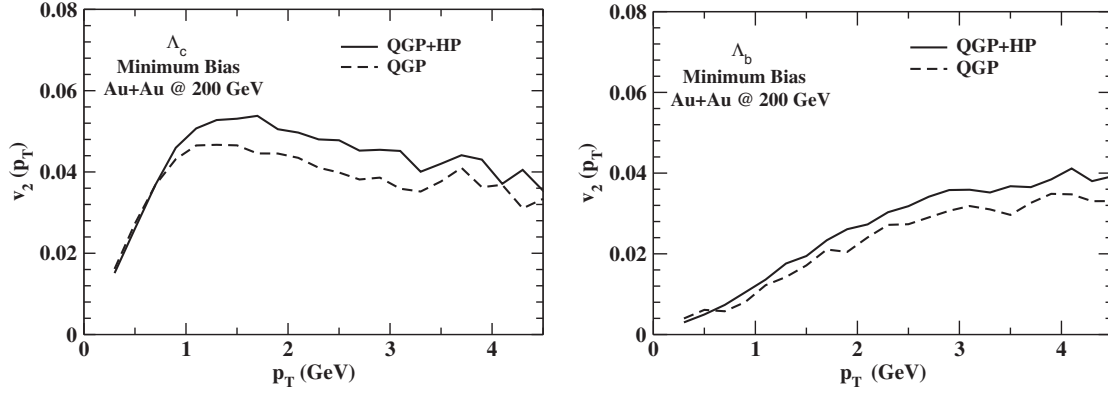 0.08
0.06
0.04
0.02
0
v2 (pT)
Λc
Minimum Bias
Au+Au @ 200 GeV
QGP+HP
QGP
0 1 2 3 4
pT (GeV)
0.08
0.06
0.04
0.02
0
v2 (pT)
Λb
Minimum Bias
Au+Au @ 200 GeV
QGP+HP
QGP
0 1 2 3 4
pT (GeV)